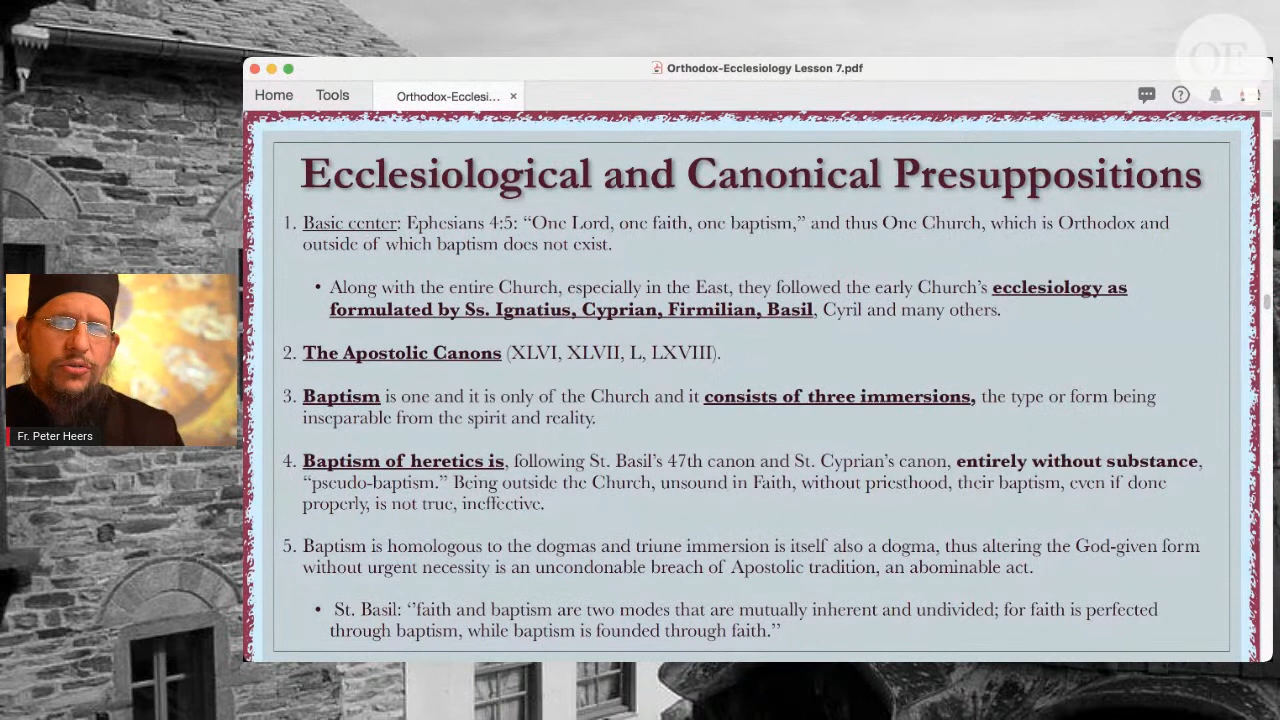 OE
Orthodox-Ecclesiology Lesson 7.pdf
Home Tools Orthodox-Ecclesi... ×
Ecclesiological and Canonical Presuppositions
1. Basic center: Ephesians 4:5: “One Lord, one faith, one baptism,” and thus One Church, which is Orthodox and
outside of which baptism does not exist.
• Along with the entire Church, especially in the East, they followed the early Church’s ecclesiology as
formulated by Ss. Ignatius, Cyprian, Firmilian, Basil, Cyril and many others.
2. The Apostolic Canons (XLVI, XLVII, L, LXVIII).
3. Baptism is one and it is only of the Church and it consists of three immersions, the type or form being
inseparable from the spirit and reality.
4. Baptism of heretics is, following St. Basil’s 47th canon and St. Cyprian’s canon, entirely without substance,
“pseudo-baptism.” Being outside the Church, unsound in Faith, without priesthood, their baptism, even if done
properly, is not true, ineffective.
5. Baptism is homologous to the dogmas and triune immersion is itself also a dogma, thus altering the God-given form
without urgent necessity is an uncondonable breach of Apostolic tradition, an abominable act.
• St. Basil: ‘’faith and baptism are two modes that are mutually inherent and undivided; for faith is perfected
through baptism, while baptism is founded through faith.’’
Fr. Peter Heers